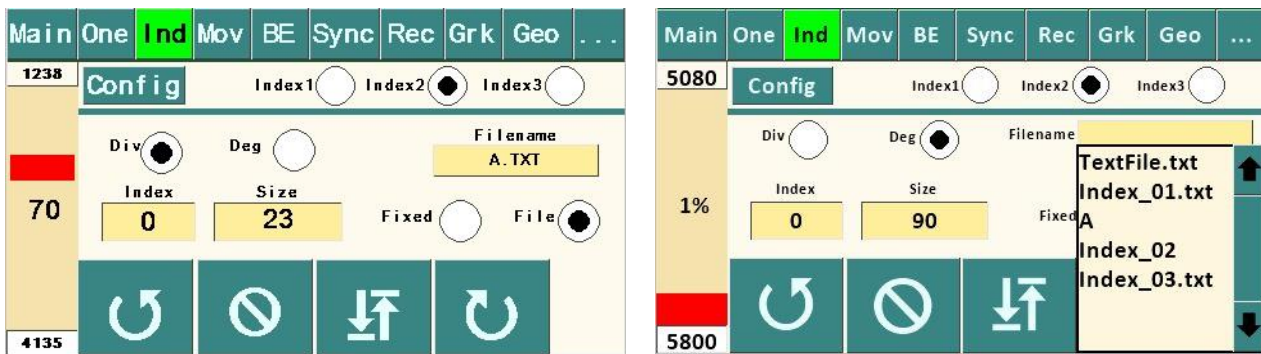 Main One Ind Mov BE Sync Rec Grk Geo ...
1238
Config Index1 Index2 Index3
Div Deg Filename
A.TXT
Index Size
70 0 23 Fixed File
4135
Main One Ind Mov BE Sync Rec Grk Geo ...
5080
Config Index1 Index2 Index3
Div Deg Filename
TextFile.txt
Index Size Index_01.txt
1% 0 90 Fixed A
Index_02
Index_03.txt
5800